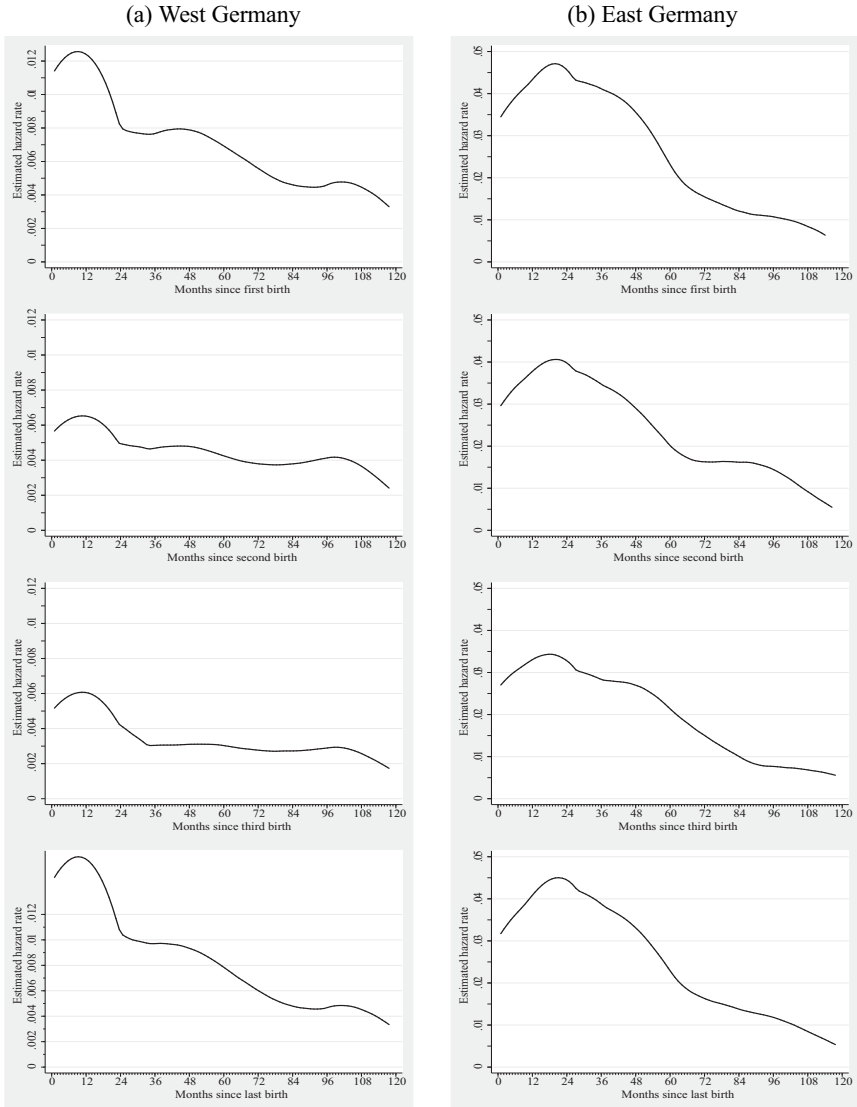 (a) West Germany
(b) East Germany
Estimated hazard rate
0 .002 .004 .006 .008 .01 .012
0 12 24 36 48 60 72 84 96 108 120
Months since first birth
Estimated hazard rate
0 .01 .02 .03 .04 .05
0 12 24 36 48 60 72 84 96 108 120
Months since first birth
Estimated hazard rate
0 .002 .004 .006 .008 .01 .012
0 12 24 36 48 60 72 84 96 108 120
Months since second birth
Estimated hazard rate
0 .01 .02 .03 .04 .05
0 12 24 36 48 60 72 84 96 108 120
Months since second birth
Estimated hazard rate
0 .002 .004 .006 .008 .01 .012
0 12 24 36 48 60 72 84 96 108 120
Months since third birth
Estimated hazard rate
0 .01 .02 .03 .04 .05
0 12 24 36 48 60 72 84 96 108 120
Months since third birth
Estimated hazard rate
0 .002 .004 .006 .008 .01 .012
0 12 24 36 48 60 72 84 96 108 120
Months since last birth
Estimated hazard rate
0 .01 .02 .03 .04 .05
0 12 24 36 48 60 72 84 96 108 120
Months since last birth